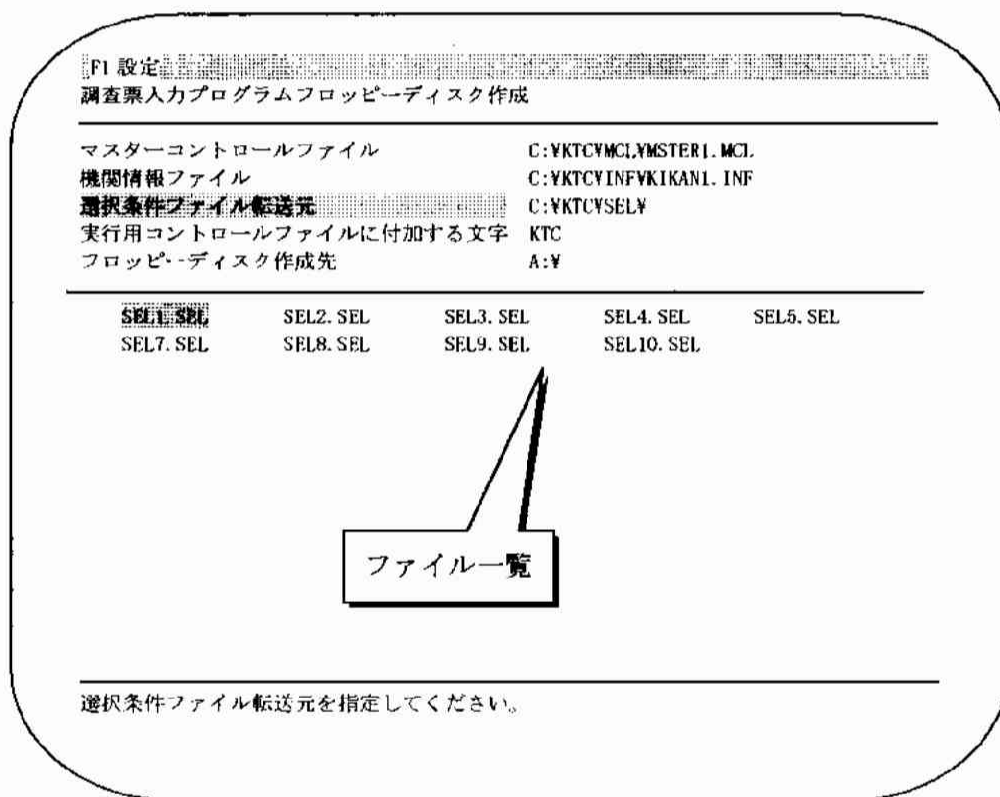 F1 設定
調査票入力プログラムフロッピーディスク作成
マスターコントロールファイル C:¥KTC¥MCL¥MSTER1.MCL
機関情報ファイル C:¥KTC¥INF¥KIKAN1.INF
選択条件ファイル転送元 C:¥KTC¥SEL¥
実行用コントロールファイルに付加する文字 KTC
フロッピーディスク作成先 A:¥
SEL1.SEL SEL2.SEL SEL3.SEL SEL4.SEL SEL5.SEL
SEL7.SEL SEL8.SEL SEL9.SEL SEL10.SEL
ファイル一覧
選択条件ファイル転送元を指定してください。